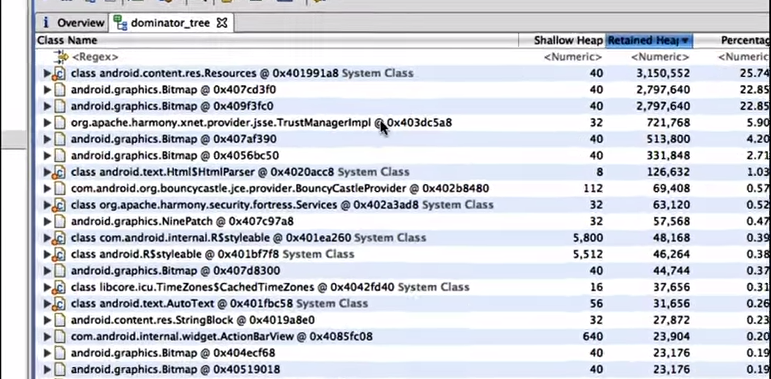 i Overview dominator_tree
Class Name Shallow Heap Retained Heap Percentag
<Regex> <Numeric> <Numeric> <Numeric
class android.content.res.Resources @ 0x401991a8 System Class 40 3,150,552 25.74
android.graphics.Bitmap @ 0x407cd3f0 40 2,797,640 22.85
android.graphics.Bitmap @ 0x409f3fc0 40 2,797,640 22.85
org.apache.harmony.xnet.provider.jsse.TrustManagerImpl @ 0x403dc5a8 32 721,768 5.90
android.graphics.Bitmap @ 0x407af390 40 513,800 4.20
android.graphics.Bitmap @ 0x4056bc50 40 331,848 2.71
class android.text.Html$HtmlParser @ 0x4020acc8 System Class 8 126,632 1.03
com.android.org.bouncycastle.jce.provider.BouncyCastleProvider @ 0x402b8480 112 69,408 0.57
class org.apache.harmony.security.fortress.Services @ 0x402a3ad8 System Class 32 63,120 0.52
android.graphics.NinePatch @ 0x407c97a8 32 57,568 0.47
class com.android.internal.R$styleable @ 0x401ea260 System Class 5,800 48,168 0.39
class android.R$styleable @ 0x401bf7f8 System Class 5,512 46,264 0.38
android.graphics.Bitmap @ 0x407d8300 40 44,744 0.37
class libcore.icu.TimeZones$CachedTimeZones @ 0x4042fd40 System Class 16 37,656 0.31
class android.text.AutoText @ 0x401fbc58 System Class 56 31,656 0.26
android.content.res.StringBlock @ 0x4019a8e0 32 27,872 0.23
com.android.internal.widget.ActionBarView @ 0x4085fc08 640 23,904 0.20
android.graphics.Bitmap @ 0x404ecf68 40 23,176 0.19
android.graphics.Bitmap @ 0x40519018 40 23,176 0.19